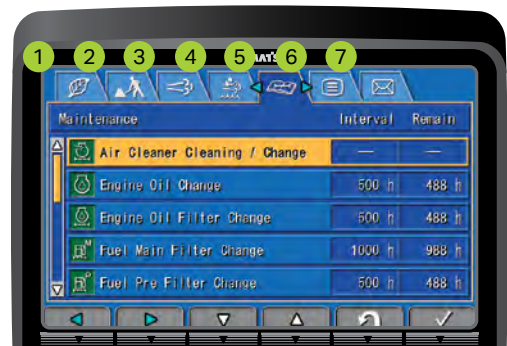 1 2 3 4 5 6 7
Maintenance Interval Remain
Air Cleaner Cleaning / Change — —
Engine Oil Change 500 h 488 h
Engine Oil Filter Change 500 h 488 h
M
Fuel Main Filter Change 1000 h 988 h
P
Fuel Pre Filter Change 500 h 488 h